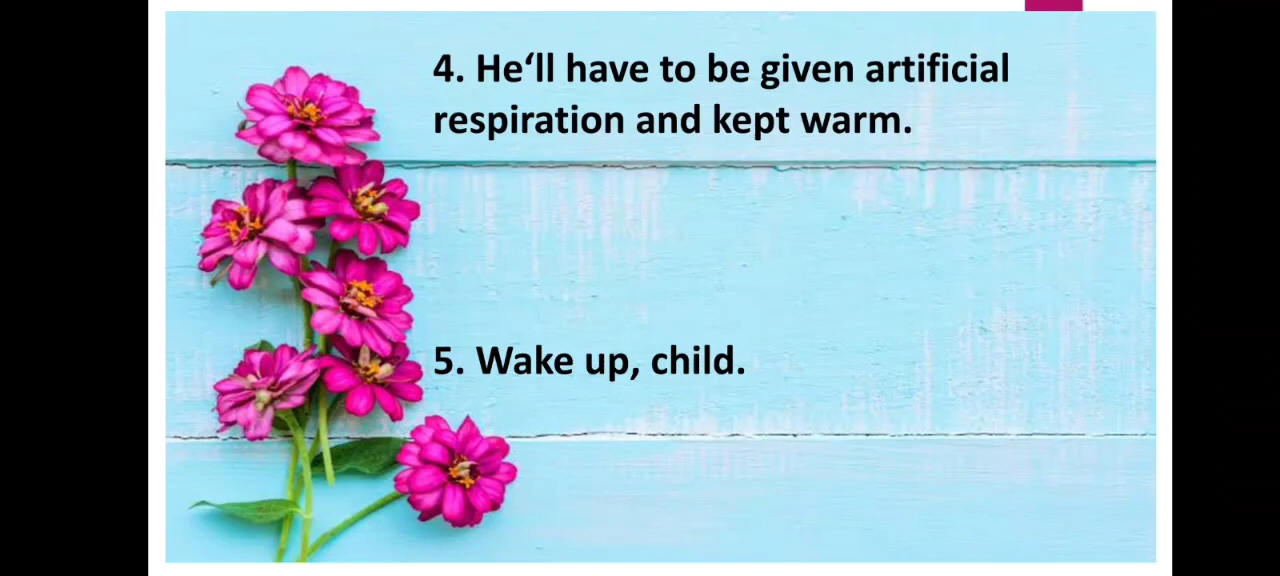 4. He‘ll have to be given artificial
respiration and kept warm.
5. Wake up, child.